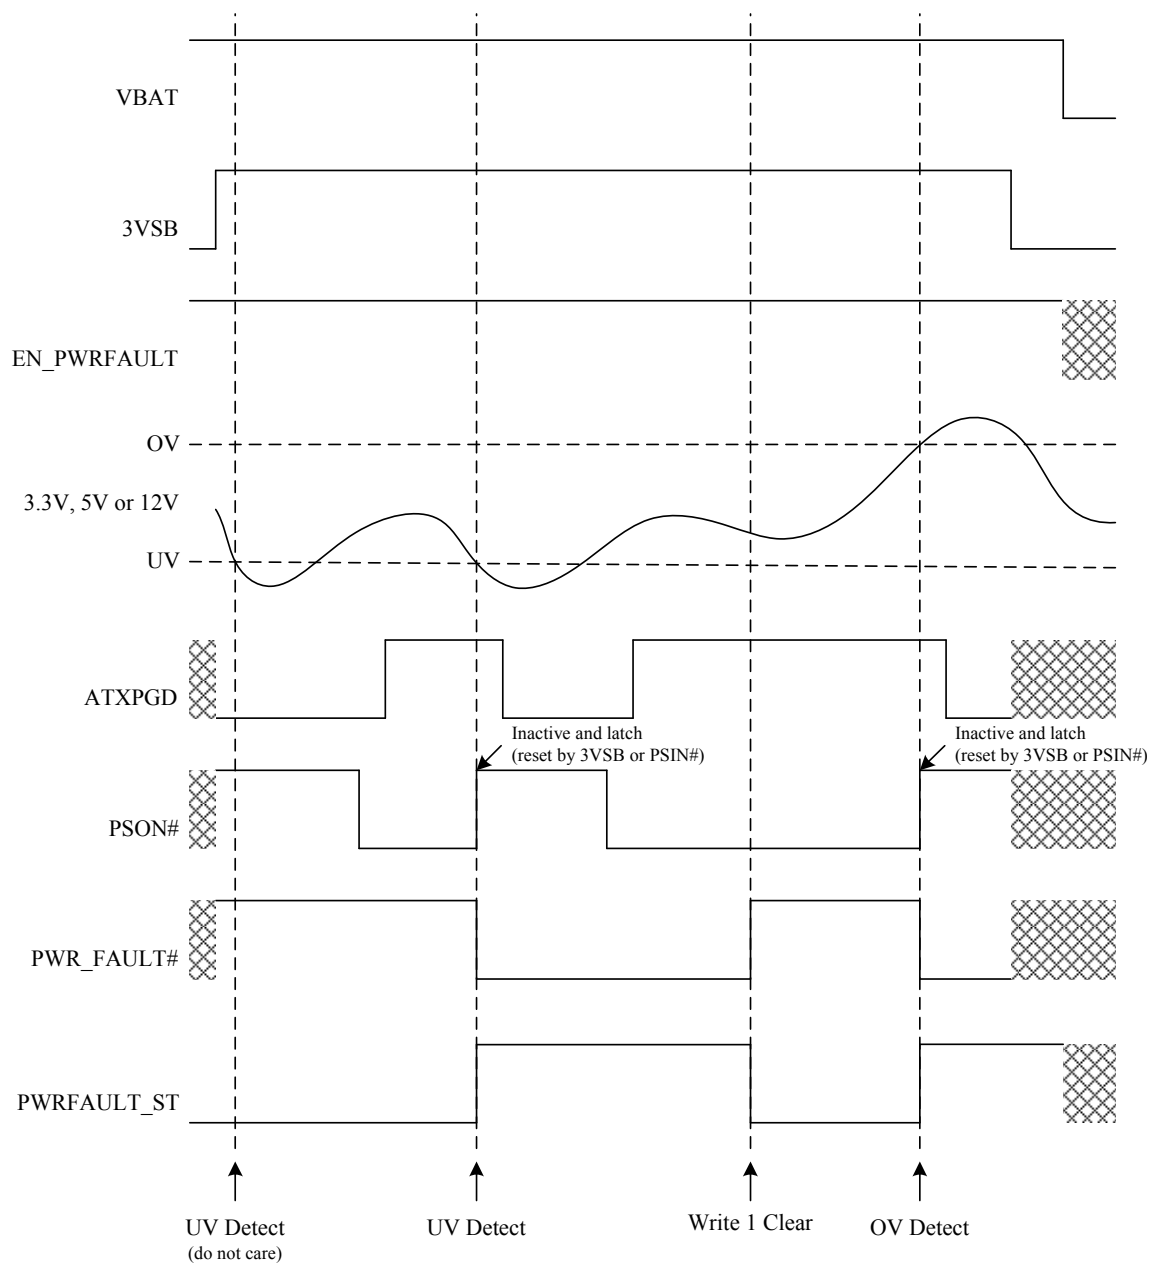 VBAT
3VSB
EN_PWRFAULT
OV
3.3V, 5V or 12V
UV
ATXPGD
Inactive and latch
(reset by 3VSB or PSIN#)
Inactive and latch
(reset by 3VSB or PSIN#)
PSON#
PWR_FAULT#
PWRFAULT_ST
UV Detect
(do not care)
UV Detect
Write 1 Clear
OV Detect